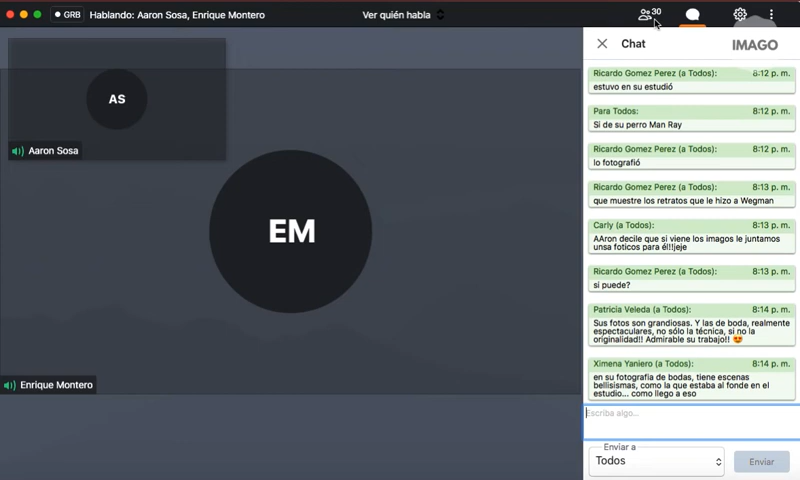 GRB
Hablando: Aaron Sosa, Enrique Montero
Ver quién habla
30
AS
Aaron Sosa
EM
Enrique Montero
Chat
IMAGO
Ricardo Gomez Perez (a Todos): 8:12 p. m.
estuvo en su estudió
Para Todos: 8:12 p. m.
Si de su perro Man Ray
Ricardo Gomez Perez (a Todos): 8:12 p. m.
lo fotografió
Ricardo Gomez Perez (a Todos): 8:13 p. m.
que muestre los retratos que le hizo a Wegman
Carly (a Todos): 8:13 p. m.
AAron decile que si viene los imagos le juntamos
unsa foticos para él!!jeje
Ricardo Gomez Perez (a Todos): 8:13 p. m.
si puede?
Patricia Veleda (a Todos): 8:14 p. m.
Sus fotos son grandiosas. Y las de boda, realmente
espectaculares, no sólo la técnica, si no la
originalidad!! Admirable su trabajo!! 😍
Ximena Yaniero (a Todos): 8:14 p. m.
en su fotografia de bodas, tiene escenas
bellisismas, como la que estaba al fonde en el
estudio... como llego a eso
Escriba algo...
Enviar a
Todos
Enviar